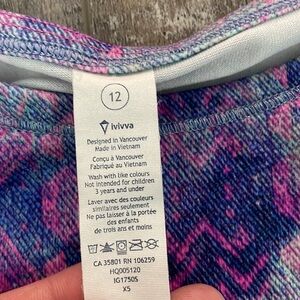 12
ivivva
Designed in Vancouver
Made in Vietnam
Conçu à Vancouver
Fabriqué au Vietnam
Wash with like colours
Not intended for children
3 years and under
Laver avec des couleurs
similaires seulement
Ne pas laisser à la portée
des enfants
de trois ans et moins
CA 35801 RN 106259
HQ005120
IG1750S
X5